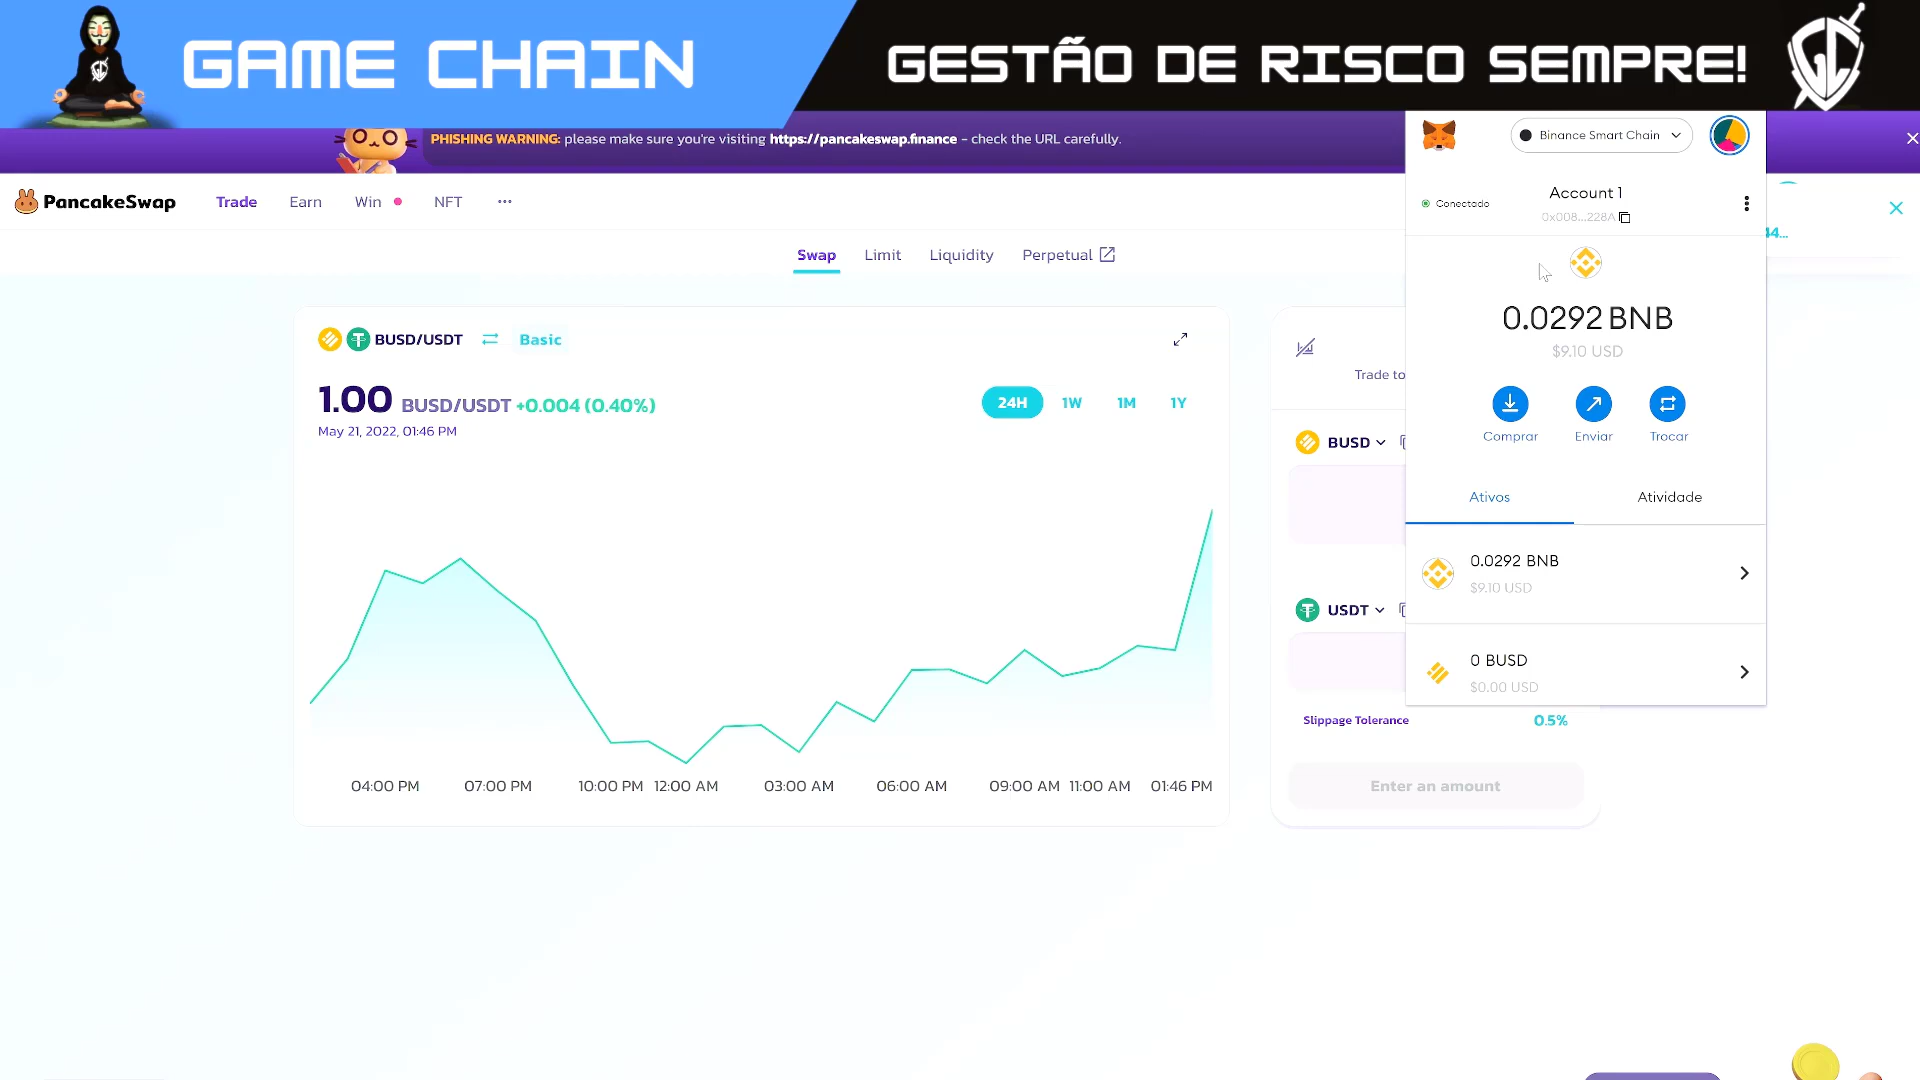 GAME CHAIN
GESTÃO DE RISCO SEMPRE!
PHISHING WARNING: please make sure you're visiting https://pancakeswap.finance - check the URL carefully.
Binance Smart Chain
PancakeSwap
Trade
Earn
Win
NFT
Conectado
Account 1
0x008...228A
44...
Swap
Limit
Liquidity
Perpetual
BUSD/USDT
Basic
0.0292 BNB
$9.10 USD
1.00 BUSD/USDT +0.004 (0.40%)
May 21, 2022, 01:46 PM
24H
1W
1M
1Y
Trade to
BUSD
USDT
Comprar
Enviar
Trocar
Ativos
Atividade
0.0292 BNB
$9.10 USD
0 BUSD
$0.00 USD
Slippage Tolerance
0.5%
Enter an amount
04:00 PM
07:00 PM
10:00 PM
12:00 AM
03:00 AM
06:00 AM
09:00 AM
11:00 AM
01:46 PM